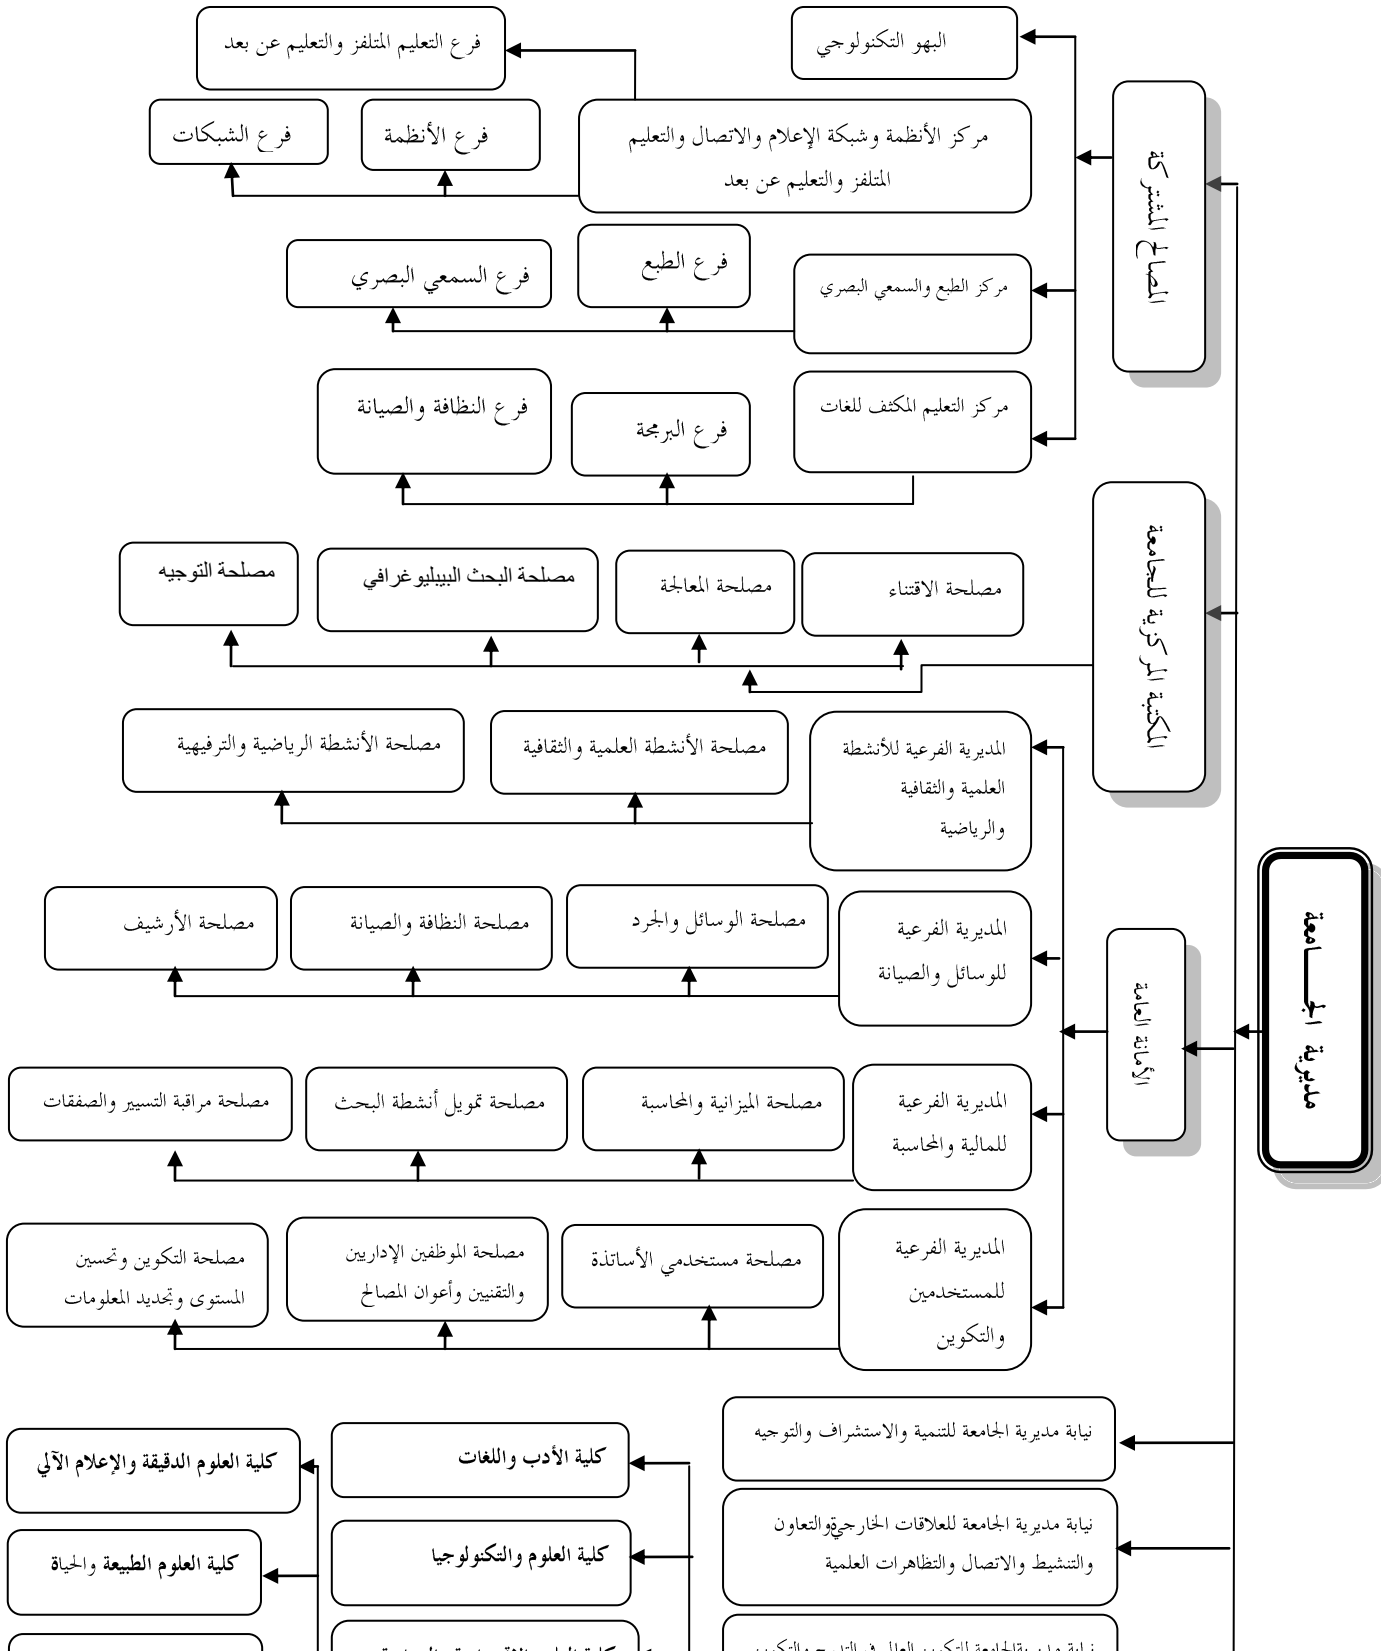 مديرية الجـــــامعة
المصالح المشتركة
البهو التكنولوجي
مركز الأنظمة وشبكة الإعلام والاتصال والتعليم
المتلفز والتعليم عن بعد
فرع التعليم المتلفز والتعليم عن بعد
فرع الأنظمة
فرع الشبكات
مركز الطبع والسمعي البصري
فرع الطبع
فرع السمعي البصري
مركز التعليم المكثف للغات
فرع البرمجة
فرع النظافة والصيانة
المكتبة المركزية للجامعة
مصلحة الاقتناء
مصلحة المعالجة
مصلحة البحث البيبليوغرافي
مصلحة التوجيه
الأمانة العامة
المديرية الفرعية للأنشطة
العلمية والثقافية
والرياضية
مصلحة الأنشطة العلمية والثقافية
مصلحة الأنشطة الرياضية والترفيهية
المديرية الفرعية
للوسائل والصيانة
مصلحة الوسائل والجرد
مصلحة النظافة والصيانة
مصلحة الأرشيف
المديرية الفرعية
للمالية والمحاسبة
مصلحة الميزانية والمحاسبة
مصلحة تمويل أنشطة البحث
مصلحة مراقبة التسيير والصفقات
المديرية الفرعية
للمستخدمين
والتكوين
مصلحة مستخدمي الأساتذة
مصلحة الموظفين الإداريين
والتقنيين وأعوان المصالح
مصلحة التكوين وتحسين
المستوى وتجديد المعلومات
نيابة مديرية الجامعة للتنمية والاستشراف والتوجيه
نيابة مديرية الجامعة للعلاقات الخارجية والتعاون
والتنشيط والاتصال والتظاهرات العلمية
كلية الأدب واللغات
كلية العلوم والتكنولوجيا
كلية العلوم الدقيقة والإعلام الآلي
كلية العلوم الطبيعة والحياة